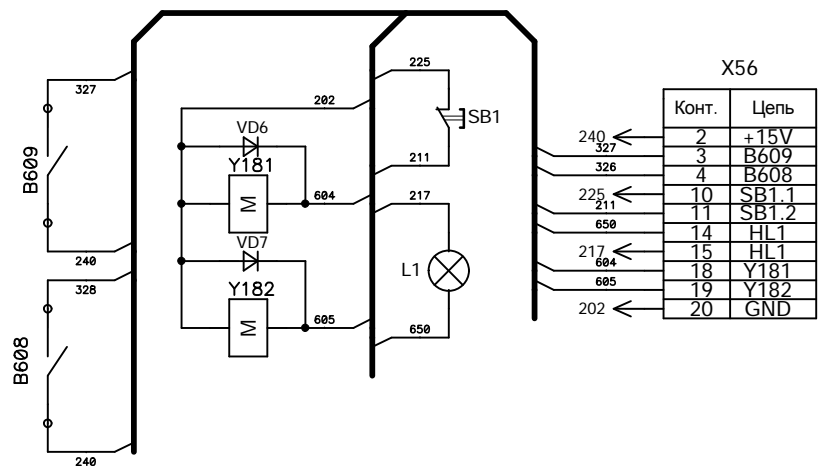 327
B609
240
328
B608
240
202
VD6
Y181
604
VD7
Y182
605
M
M
225
SB1
211
217
L1
650
X56
Конт. Цепь
240 2 +15V
327 3 B609
326 4 B608
225 10 SB1.1
211 11 SB1.2
650 14 HL1
217 15 HL1
604 18 Y181
605 19 Y182
202 20 GND